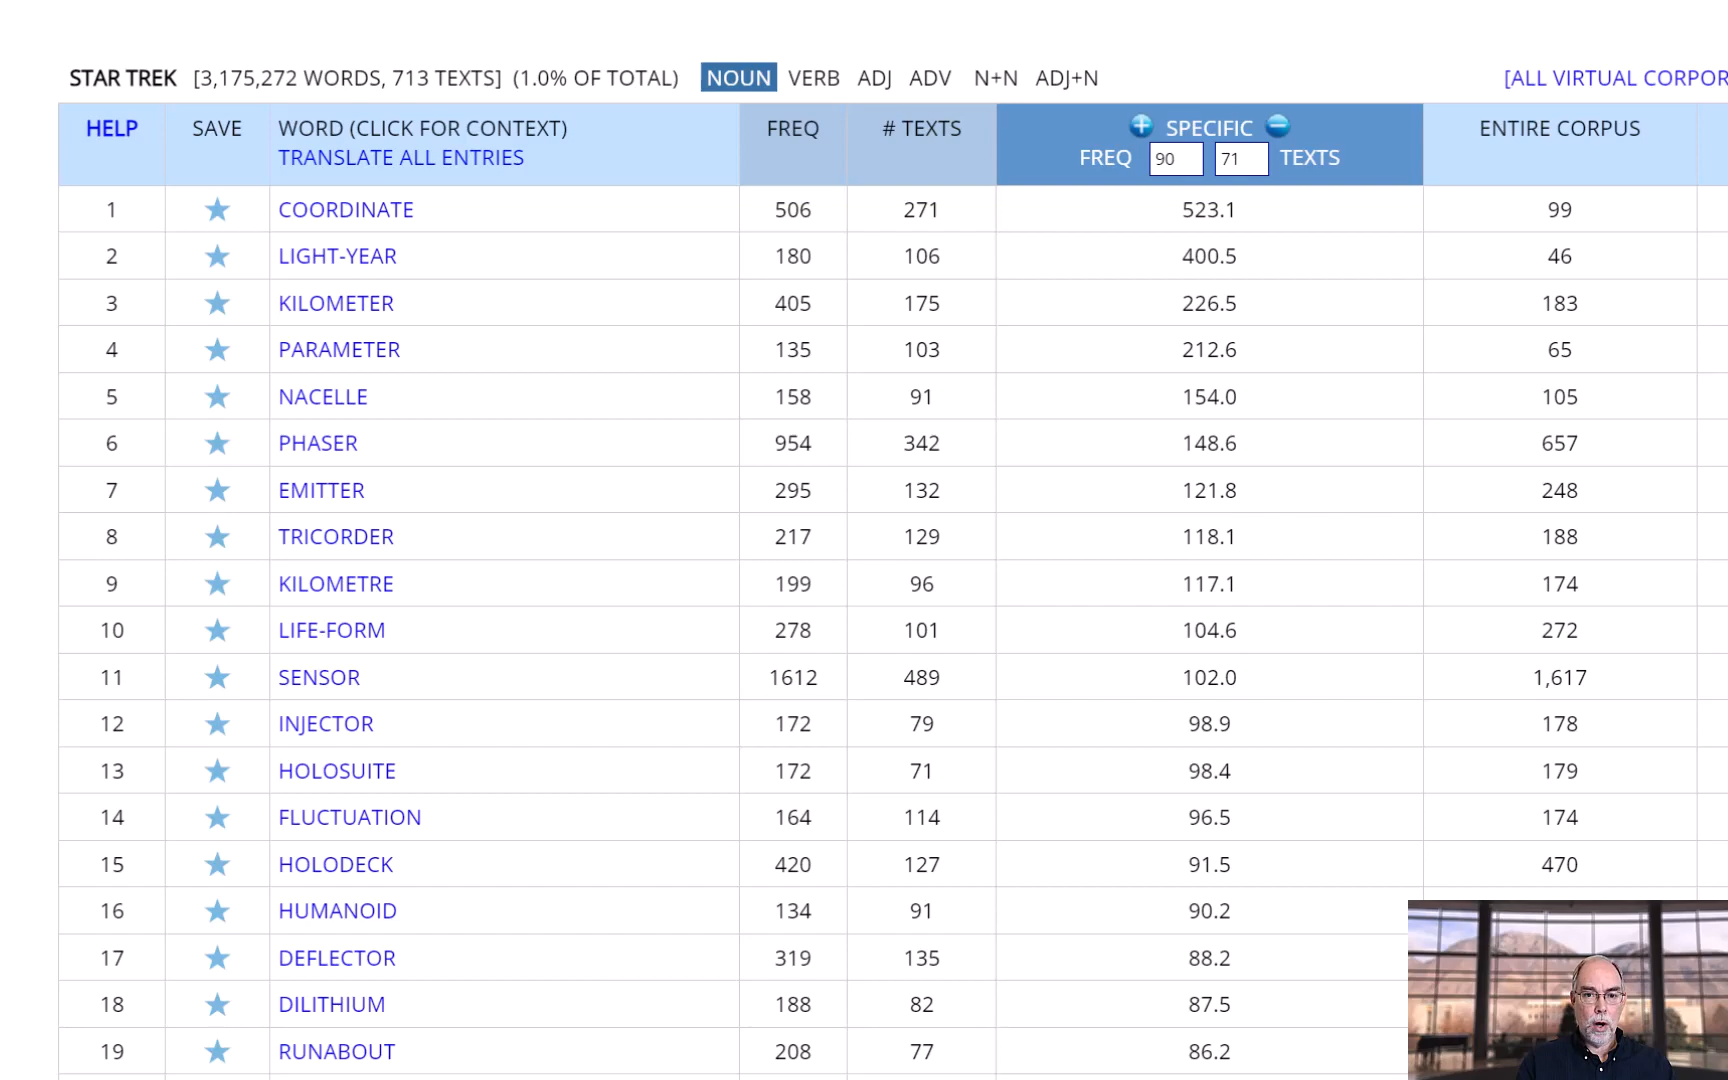 STAR TREK [3,175,272 WORDS, 713 TEXTS] (1.0% OF TOTAL) NOUN VERB ADJ ADV N+N ADJ+N [ALL VIRTUAL CORPOR
HELP SAVE WORD (CLICK FOR CONTEXT) FREQ # TEXTS SPECIFIC ENTIRE CORPUS
TRANSLATE ALL ENTRIES FREQ 90 71 TEXTS
1 COORDINATE 506 271 523.1 99
2 LIGHT-YEAR 180 106 400.5 46
3 KILOMETER 405 175 226.5 183
4 PARAMETER 135 103 212.6 65
5 NACELLE 158 91 154.0 105
6 PHASER 954 342 148.6 657
7 EMITTER 295 132 121.8 248
8 TRICORDER 217 129 118.1 188
9 KILOMETRE 199 96 117.1 174
10 LIFE-FORM 278 101 104.6 272
11 SENSOR 1612 489 102.0 1,617
12 INJECTOR 172 79 98.9 178
13 HOLOSUITE 172 71 98.4 179
14 FLUCTUATION 164 114 96.5 174
15 HOLODECK 420 127 91.5 470
16 HUMANOID 134 91 90.2
17 DEFLECTOR 319 135 88.2
18 DILITHIUM 188 82 87.5
19 RUNABOUT 208 77 86.2